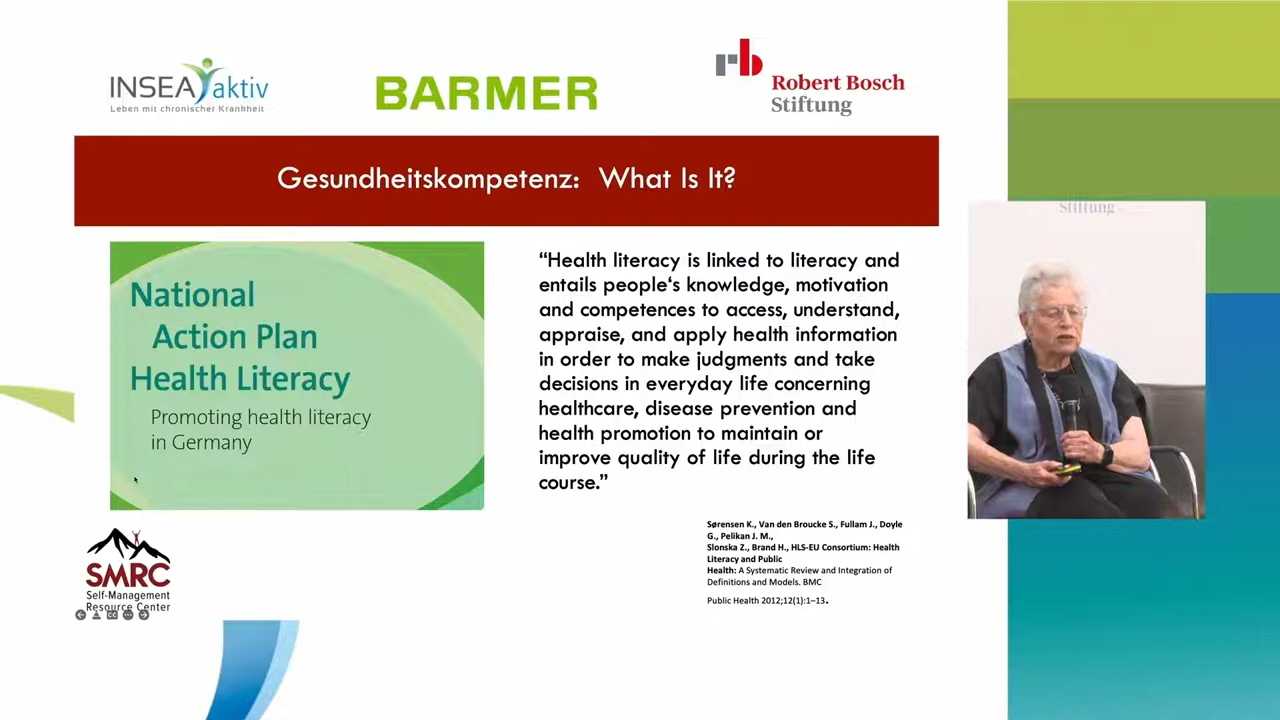 INSEA aktiv
Leben mit chronischer Krankheit
BARMER
rb
Robert Bosch
Stiftung
Gesundheitskompetenz: What Is It?
National
Action Plan
Health Literacy
Promoting health literacy
in Germany
“Health literacy is linked to literacy and
entails people‘s knowledge, motivation
and competences to access, understand,
appraise, and apply health information
in order to make judgments and take
decisions in everyday life concerning
healthcare, disease prevention and
health promotion to maintain or
improve quality of life during the life
course.”
Stiftung
Sørensen K., Van den Broucke S., Fullam J., Doyle
G., Pelikan J. M.,
Slonska Z., Brand H., HLS-EU Consortium: Health
Literacy and Public
Health: A Systematic Review and Integration of
Definitions and Models. BMC
Public Health 2012;12(1):1–13.
SMRC
Self-Management
Resource Center